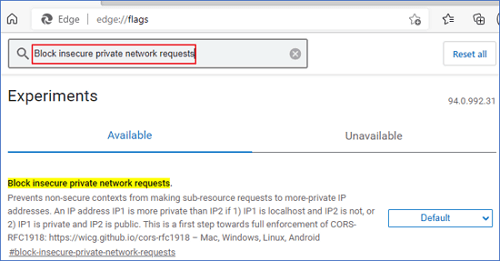 Edge edge://flags
Block insecure private network requests
Reset all
Experiments
94.0.992.31
Available Unavailable
Block insecure private network requests.
Prevents non-secure contexts from making sub-resource requests to more-private IP
addresses. An IP address IP1 is more private than IP2 if 1) IP1 is localhost and IP2 is not, or
2) IP1 is private and IP2 is public. This is a first step towards full enforcement of CORS-
RFC1918: https://wicg.github.io/cors-rfc1918 – Mac, Windows, Linux, Android
Default
#block-insecure-private-network-requests